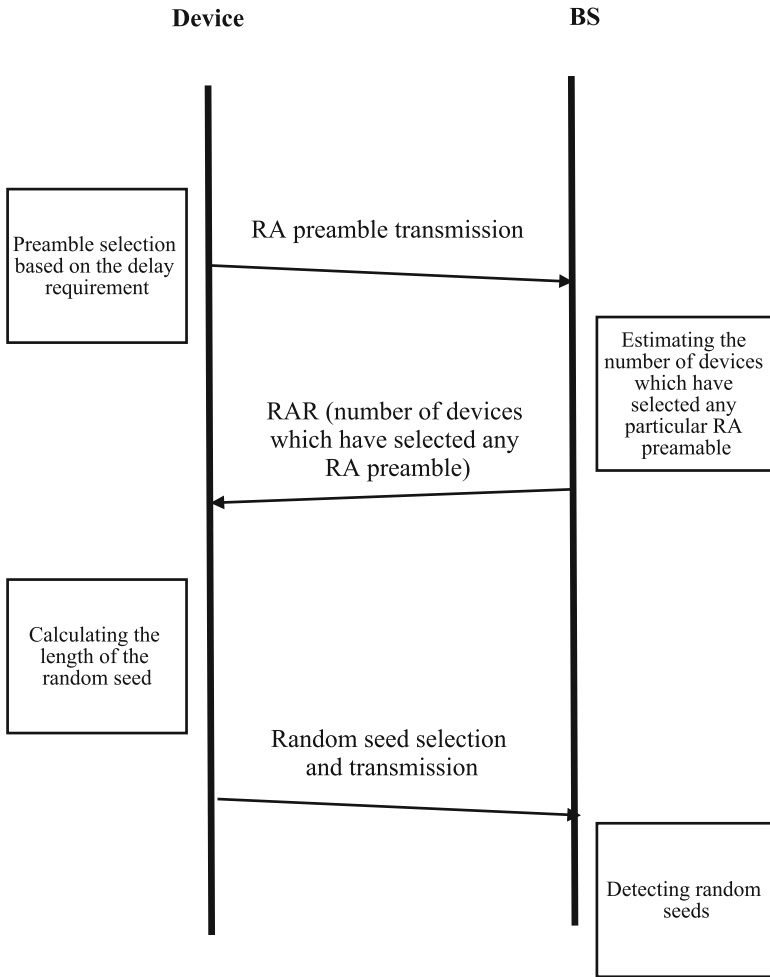 Device
BS
RA preamble transmission
Preamble selection
based on the delay
requirement
Estimating the
number of devices
which have
selected any
particular RA
preamable
RAR (number of devices
which have selected any
RA preamble)
Calculating the
length of the
random seed
Random seed selection
and transmission
Detecting random
seeds